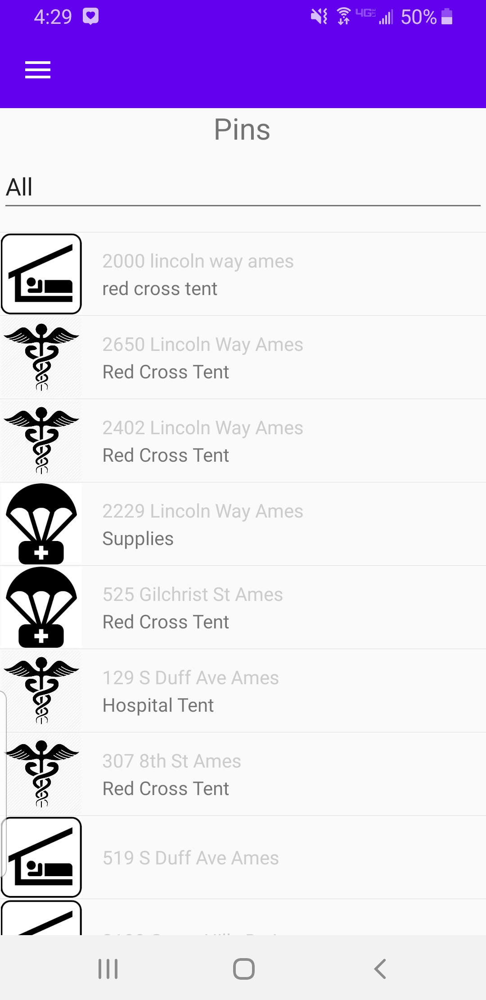 4:29 4G LTE 50%
Pins
All
2000 lincoln way ames
red cross tent
2650 Lincoln Way Ames
Red Cross Tent
2402 Lincoln Way Ames
Red Cross Tent
2229 Lincoln Way Ames
Supplies
525 Gilchrist St Ames
Red Cross Tent
129 S Duff Ave Ames
Hospital Tent
307 8th St Ames
Red Cross Tent
519 S Duff Ave Ames